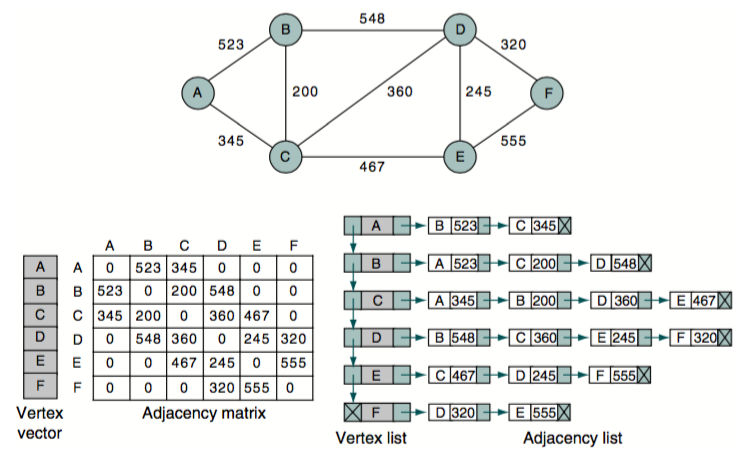 548
B
D
523
320
A
200
360
245
F
345
555
C
E
467
A B C D E F
A A 0 523 345 0 0 0
B B 523 0 200 548 0 0
C C 345 200 0 360 467 0
D D 0 548 360 0 245 320
E E 0 0 467 245 0 555
F F 0 0 0 320 555 0
Vertex
vector
Adjacency matrix
A B 523 C 345
B A 523 C 200 D 548
C A 345 B 200 D 360 E 467
D B 548 C 360 E 245 F 320
E C 467 D 245 F 555
F D 320 E 555
Vertex list
Adjacency list